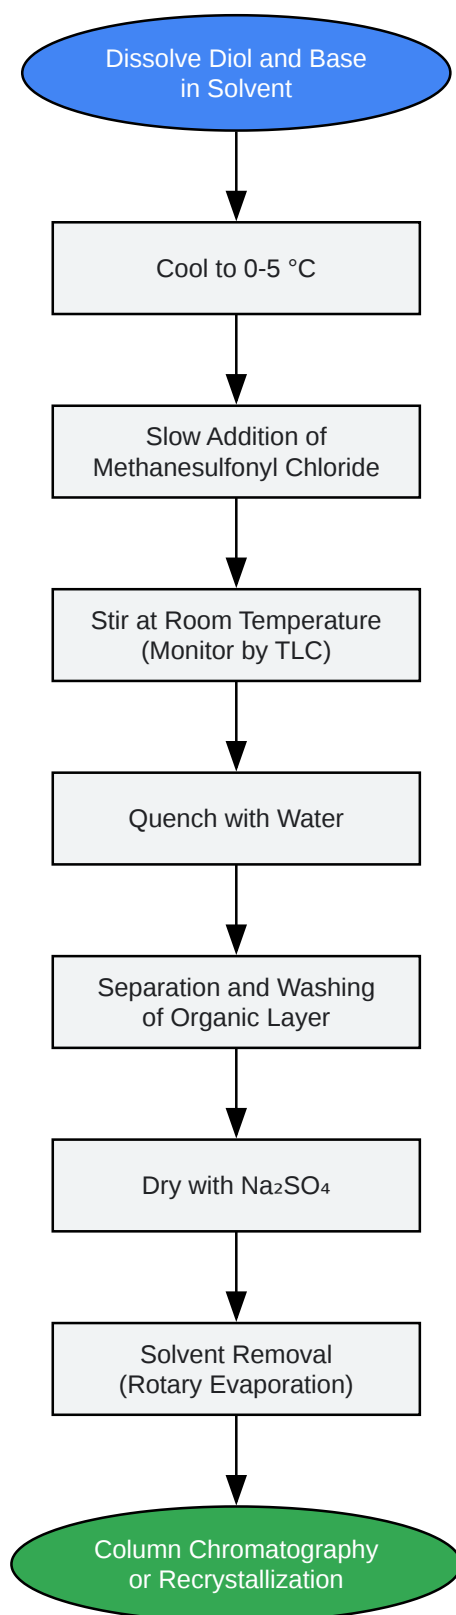 Dissolve Diol and Base
in Solvent
Cool to 0-5 °C
Slow Addition of
Methanesulfonyl Chloride
Stir at Room Temperature
(Monitor by TLC)
Quench with Water
Separation and Washing
of Organic Layer
Dry with Na₂SO₄
Solvent Removal
(Rotary Evaporation)
Column Chromatography
or Recrystallization